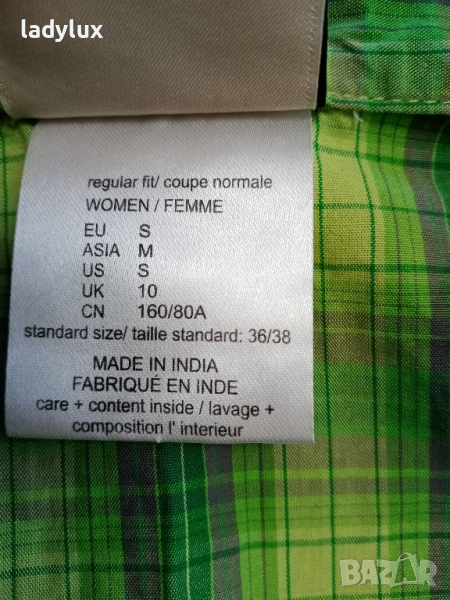 ladylux
regular fit/ coupe normale
WOMEN / FEMME
EU S
ASIA M
US S
UK 10
CN 160/80A
standard size/ taille standard: 36/38
MADE IN INDIA
FABRIQUÉ EN INDE
care + content inside / lavage +
composition l' interieur
BAZAR